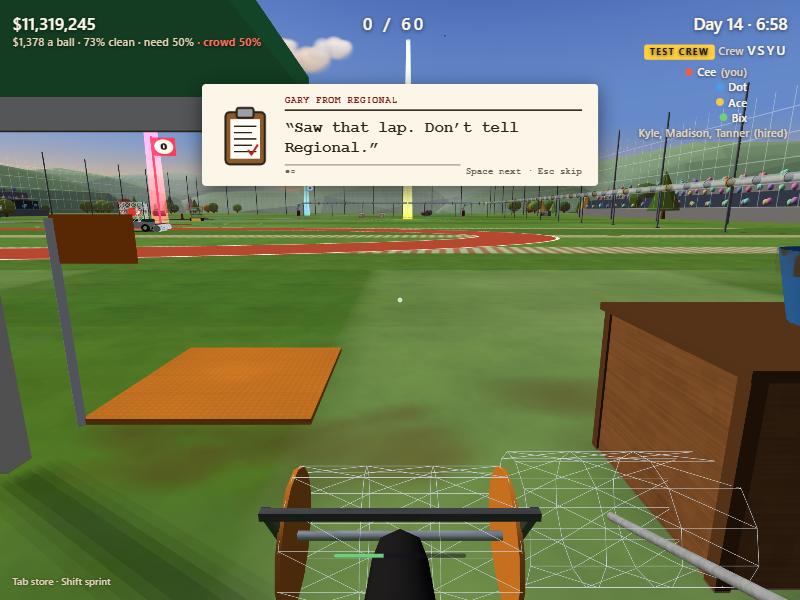 $11,319,245
$1,378 a ball · 73% clean · need 50% · crowd 50%
0 / 60
Day 14 · 6:58
TEST CREW Crew VSYU
Cee (you)
Dot
Ace
Bix
Kyle, Madison, Tanner (hired)
GARY FROM REGIONAL
“Saw that lap. Don’t tell
Regional.”
Space next · Esc skip
0
Tab store · Shift sprint